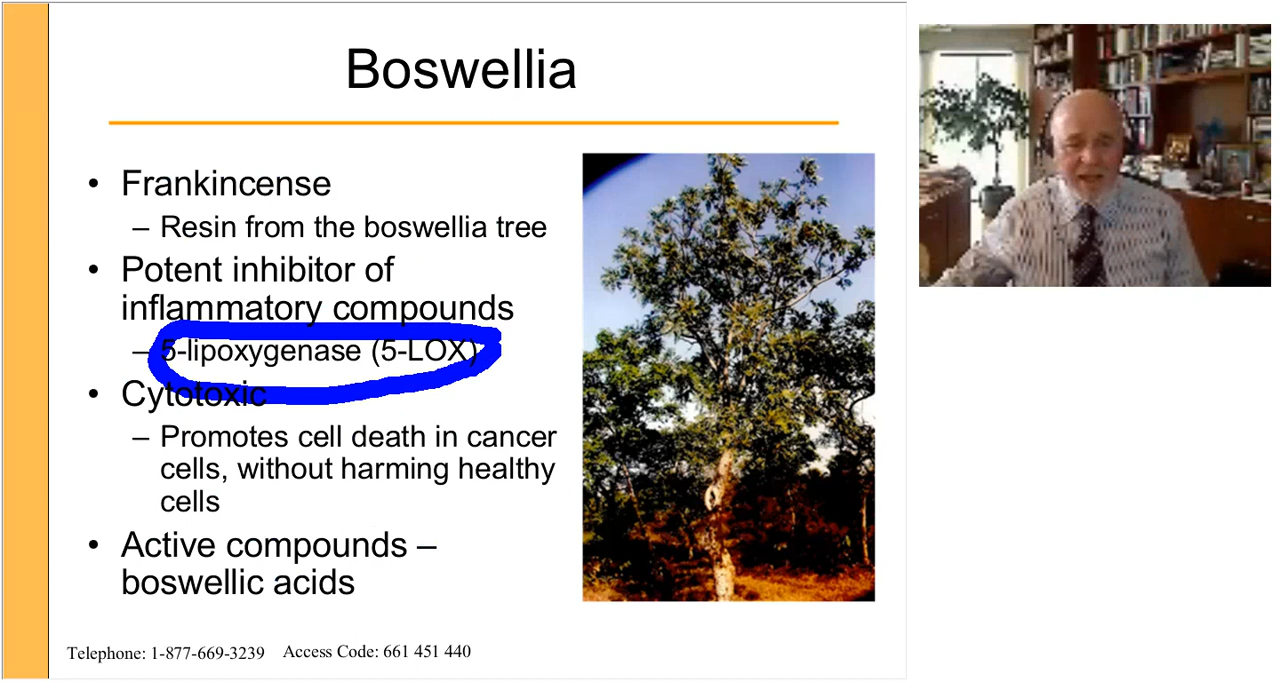 Boswellia
• Frankincense
– Resin from the boswellia tree
• Potent inhibitor of
inflammatory compounds
– 5-lipoxygenase (5-LOX)
• Cytotoxic
– Promotes cell death in cancer
cells, without harming healthy
cells
• Active compounds –
boswellic acids
Telephone: 1-877-669-3239 Access Code: 661 451 440